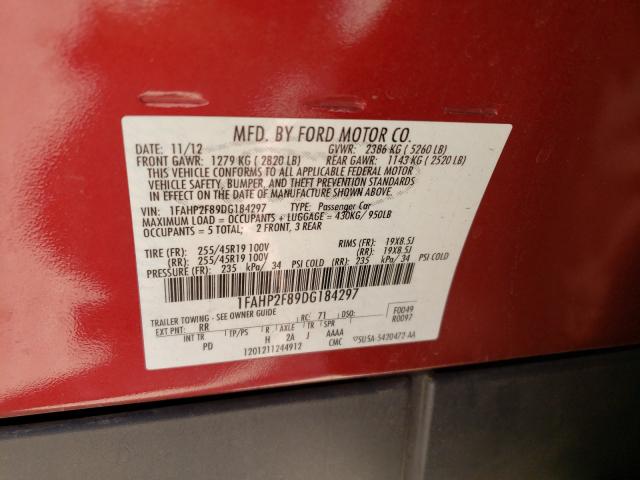 MFD. BY FORD MOTOR CO.
DATE: 11/12 GVWR: 2386 KG ( 5260 LB)
FRONT GAWR: 1279 KG ( 2820 LB) REAR GAWR: 1143 KG ( 2520 LB)
THIS VEHICLE CONFORMS TO ALL APPLICABLE FEDERAL MOTOR
VEHICLE SAFETY, BUMPER, AND THEFT PREVENTION STANDARDS
IN EFFECT ON THE DATE OF MANUFACTURE SHOWN ABOVE.
VIN: 1FAHP2F89DG184297 TYPE: Passenger Car
MAXIMUM LOAD = OCCUPANTS + LUGGAGE = 430KG/ 950LB
OCCUPANTS = 5 TOTAL; 2 FRONT, 3 REAR
TIRE (FR): 255/45R19 100V RIMS (FR): 19X8.5J
(RR): 255/45R19 100V (RR): 19X8.5J
PRESSURE (FR): 235 kPa/ 34 PSI COLD (RR): 235 kPa/ 34 PSI COLD
1FAHP2F89DG184297
TRAILER TOWING - SEE OWNER GUIDE F0049
EXT PNT: RR RC: 71 DSO: R0097
INT TR TP/PS R AXLE TR SPR
PD H 2A J AAAA
1201211244912 CMC 5U5A-5420472-AA